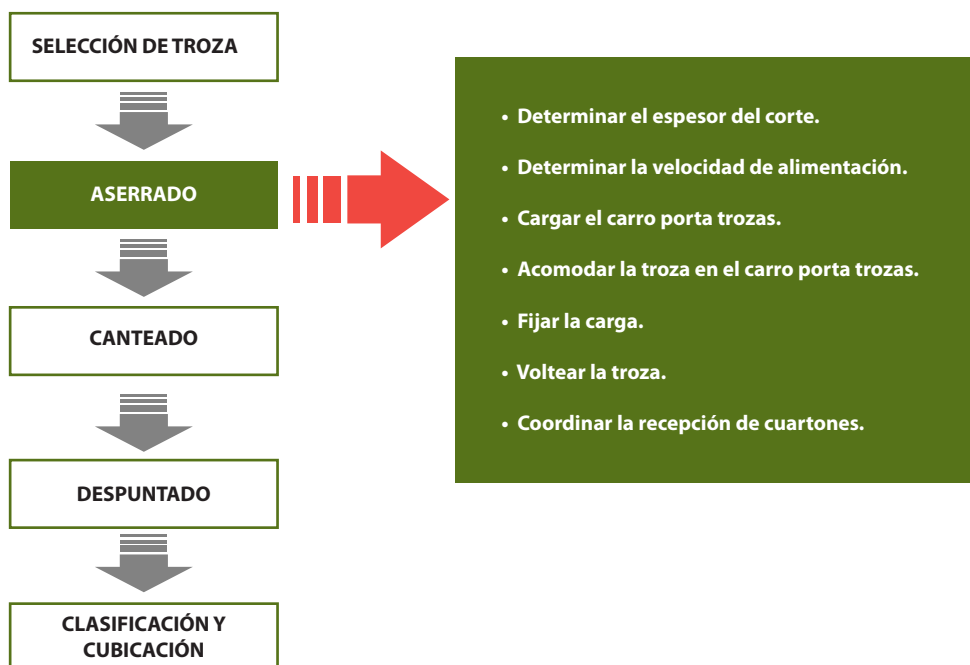 SELECCIÓN DE TROZA
ASERRADO
CANTEADO
DESPUNTADO
CLASIFICACIÓN Y
CUBICACIÓN
• Determinar el espesor del corte.
• Determinar la velocidad de alimentación.
• Cargar el carro porta trozas.
• Acomodar la troza en el carro porta trozas.
• Fijar la carga.
• Voltear la troza.
• Coordinar la recepción de cuartones.